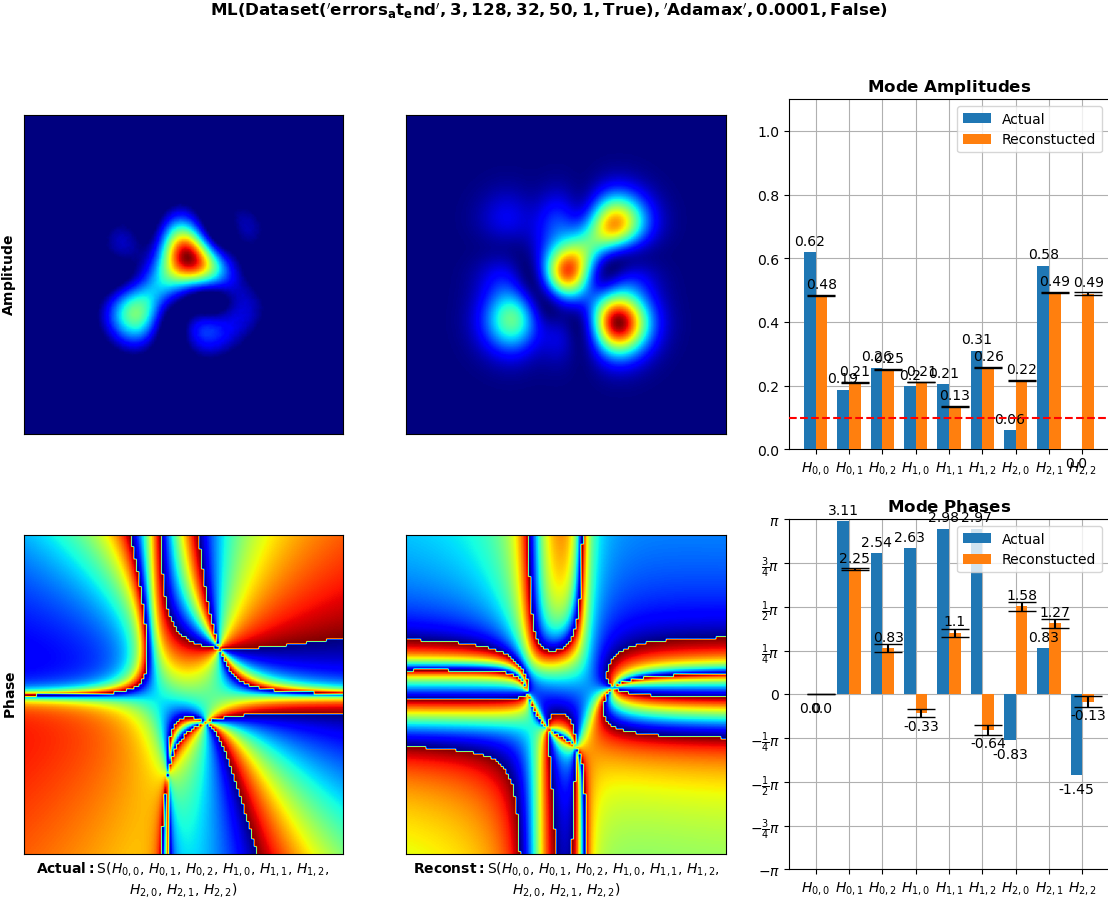 ML(Dataset('errors_at_end', 3, 128, 32, 50, 1, True), 'Adamax', 0.0001, False)
Amplitude
Mode Amplitudes
Actual
Reconstucted
1.0
0.8
0.6
0.4
0.2
0.0
0.62
0.48
0.19
0.21
0.26
0.25
0.2
0.21
0.21
0.13
0.31
0.26
0.06
0.22
0.58
0.49
0.0
0.49
H0,0 H0,1 H0,2 H1,0 H1,1 H1,2 H2,0 H2,1 H2,2
Phase
Mode Phases
Actual
Reconstucted
π
3/4π
1/2π
1/4π
0
−1/4π
−1/2π
−3/4π
−π
0.0
0.0
3.11
2.25
2.54
0.83
2.63
-0.33
2.98
1.1
2.97
-0.64
-0.83
1.58
0.83
1.27
-1.45
-0.13
H0,0 H0,1 H0,2 H1,0 H1,1 H1,2 H2,0 H2,1 H2,2
Actual: S(H0,0, H0,1, H0,2, H1,0, H1,1, H1,2,
H2,0, H2,1, H2,2)
Reconst: S(H0,0, H0,1, H0,2, H1,0, H1,1, H1,2,
H2,0, H2,1, H2,2)